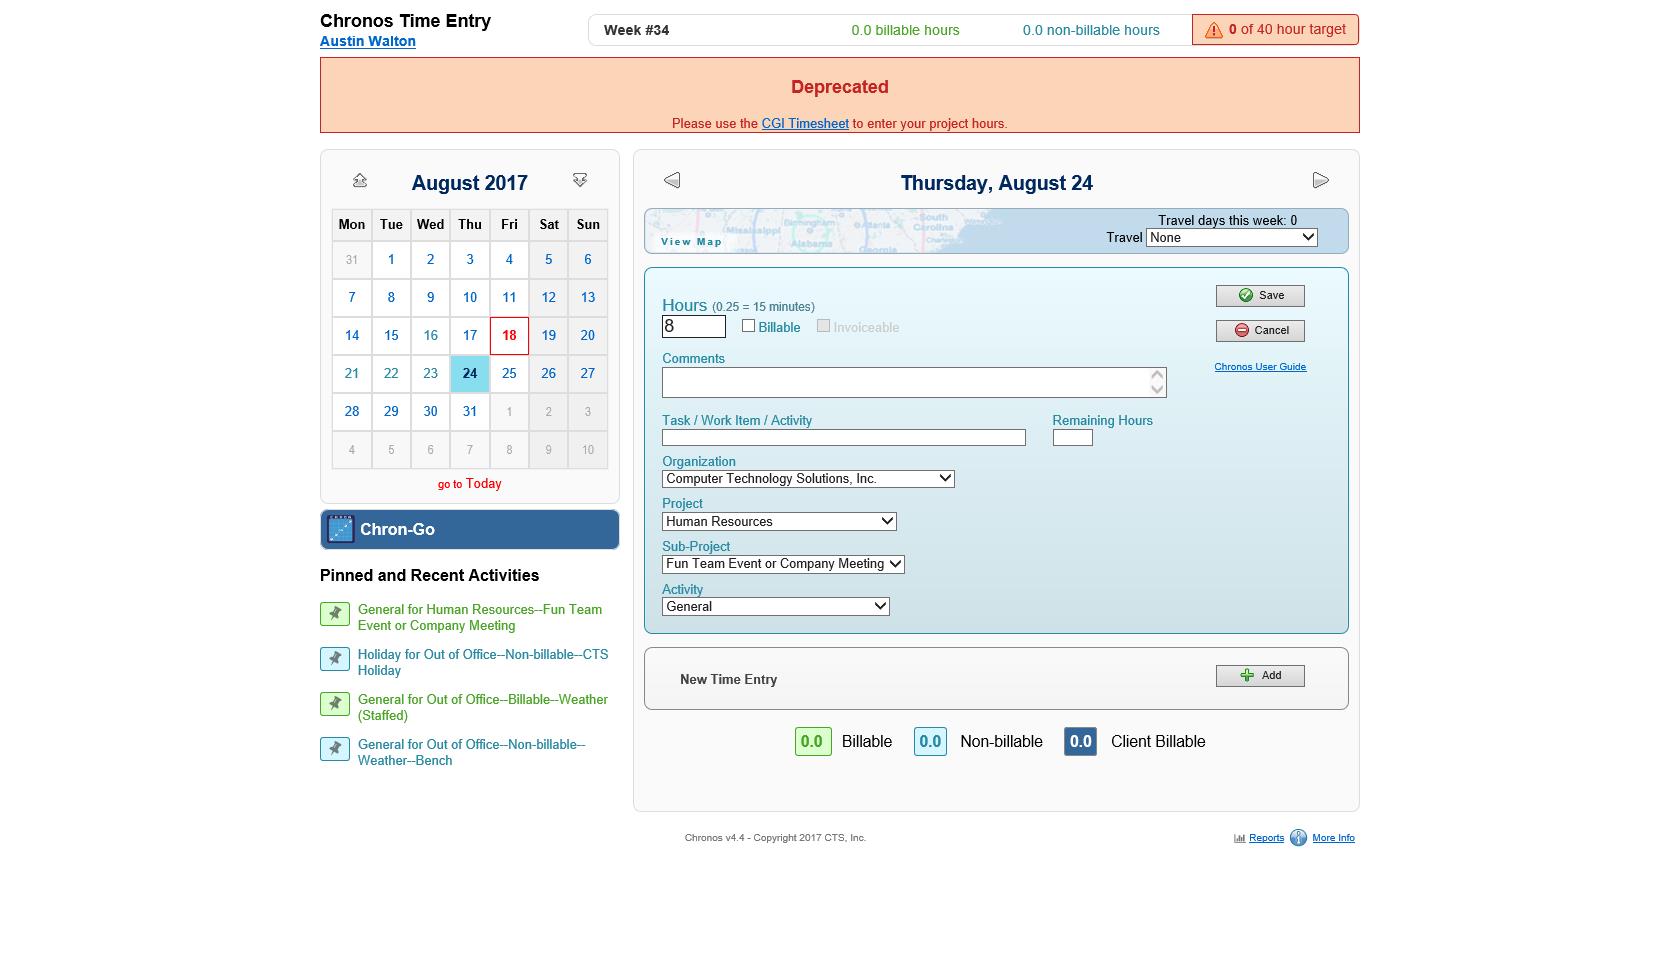 Chronos Time Entry
Austin Walton
Week #34
0.0 billable hours
0.0 non-billable hours
0 of 40 hour target
Deprecated
Please use the CGI Timesheet to enter your project hours.
August 2017
Mon Tue Wed Thu Fri Sat Sun
31 1 2 3 4 5 6
7 8 9 10 11 12 13
14 15 16 17 18 19 20
21 22 23 24 25 26 27
28 29 30 31 1 2 3
4 5 6 7 8 9 10
go to Today
Chron-Go
Pinned and Recent Activities
General for Human Resources--Fun Team
Event or Company Meeting
Holiday for Out of Office--Non-billable--CTS
Holiday
General for Out of Office--Billable--Weather
(Staffed)
General for Out of Office--Non-billable--
Weather--Bench
Thursday, August 24
Mississippi
Birmingham
Alabama
Atlanta
Georgia
South
Carolina
View Map
Travel days this week: 0
Travel None
Hours (0.25 = 15 minutes)
8
Billable
Invoiceable
Save
Cancel
Chronos User Guide
Comments
Task / Work Item / Activity
Remaining Hours
Organization
Computer Technology Solutions, Inc.
Project
Human Resources
Sub-Project
Fun Team Event or Company Meeting
Activity
General
New Time Entry
Add
0.0 Billable
0.0 Non-billable
0.0 Client Billable
Chronos v4.4 - Copyright 2017 CTS, Inc.
Reports
More Info